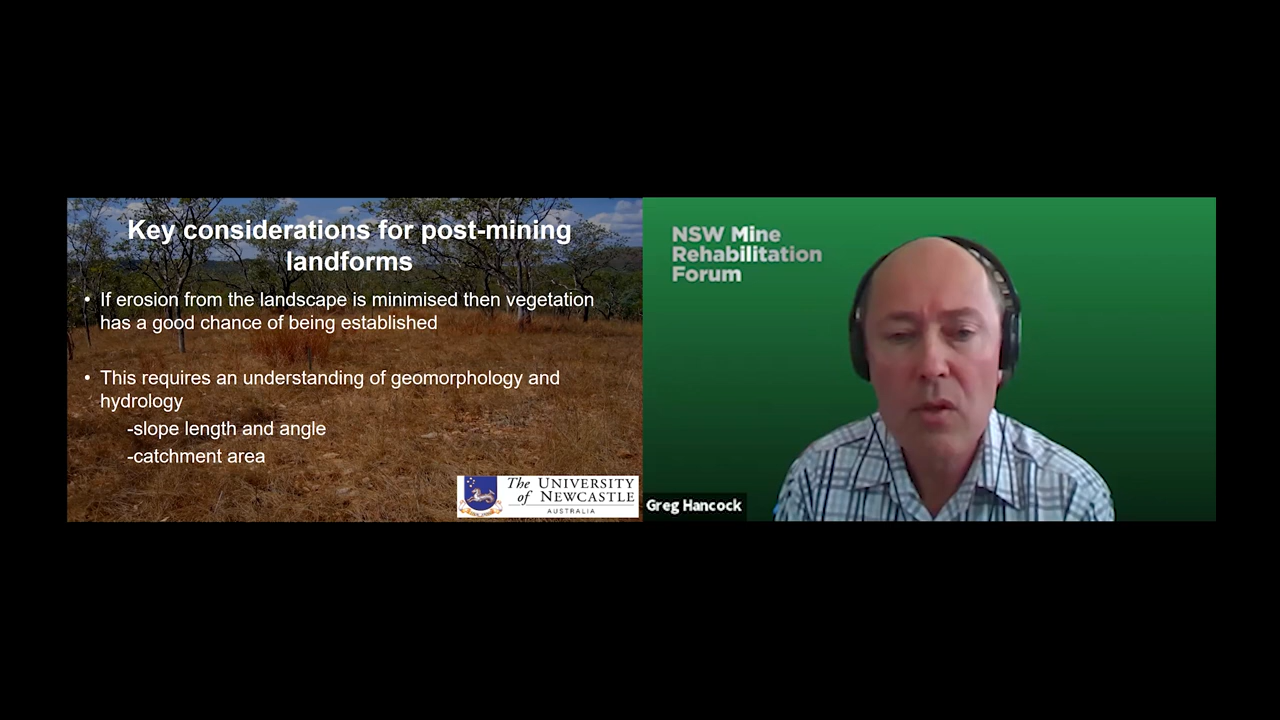 Key considerations for post-mining
landforms
• If erosion from the landscape is minimised then vegetation
has a good chance of being established
• This requires an understanding of geomorphology and
hydrology
-slope length and angle
-catchment area
The UNIVERSITY
of NEWCASTLE
AUSTRALIA
NSW Mine
Rehabilitation
Forum
Greg Hancock